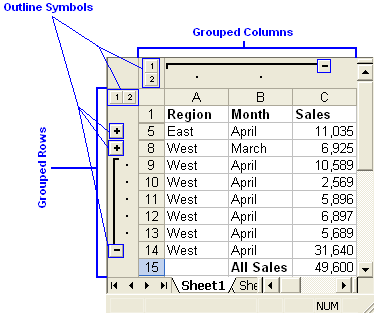 Outline Symbols
Grouped Columns
1
2
1 2 A B C
1 Region Month Sales
5 East April 11,035
8 West March 6,925
9 West April 10,589
10 West April 2,569
11 West April 5,896
12 West April 6,897
13 West April 5,689
14 West April 31,640
15 All Sales 49,600
Grouped Rows
Sheet1 She
NUM